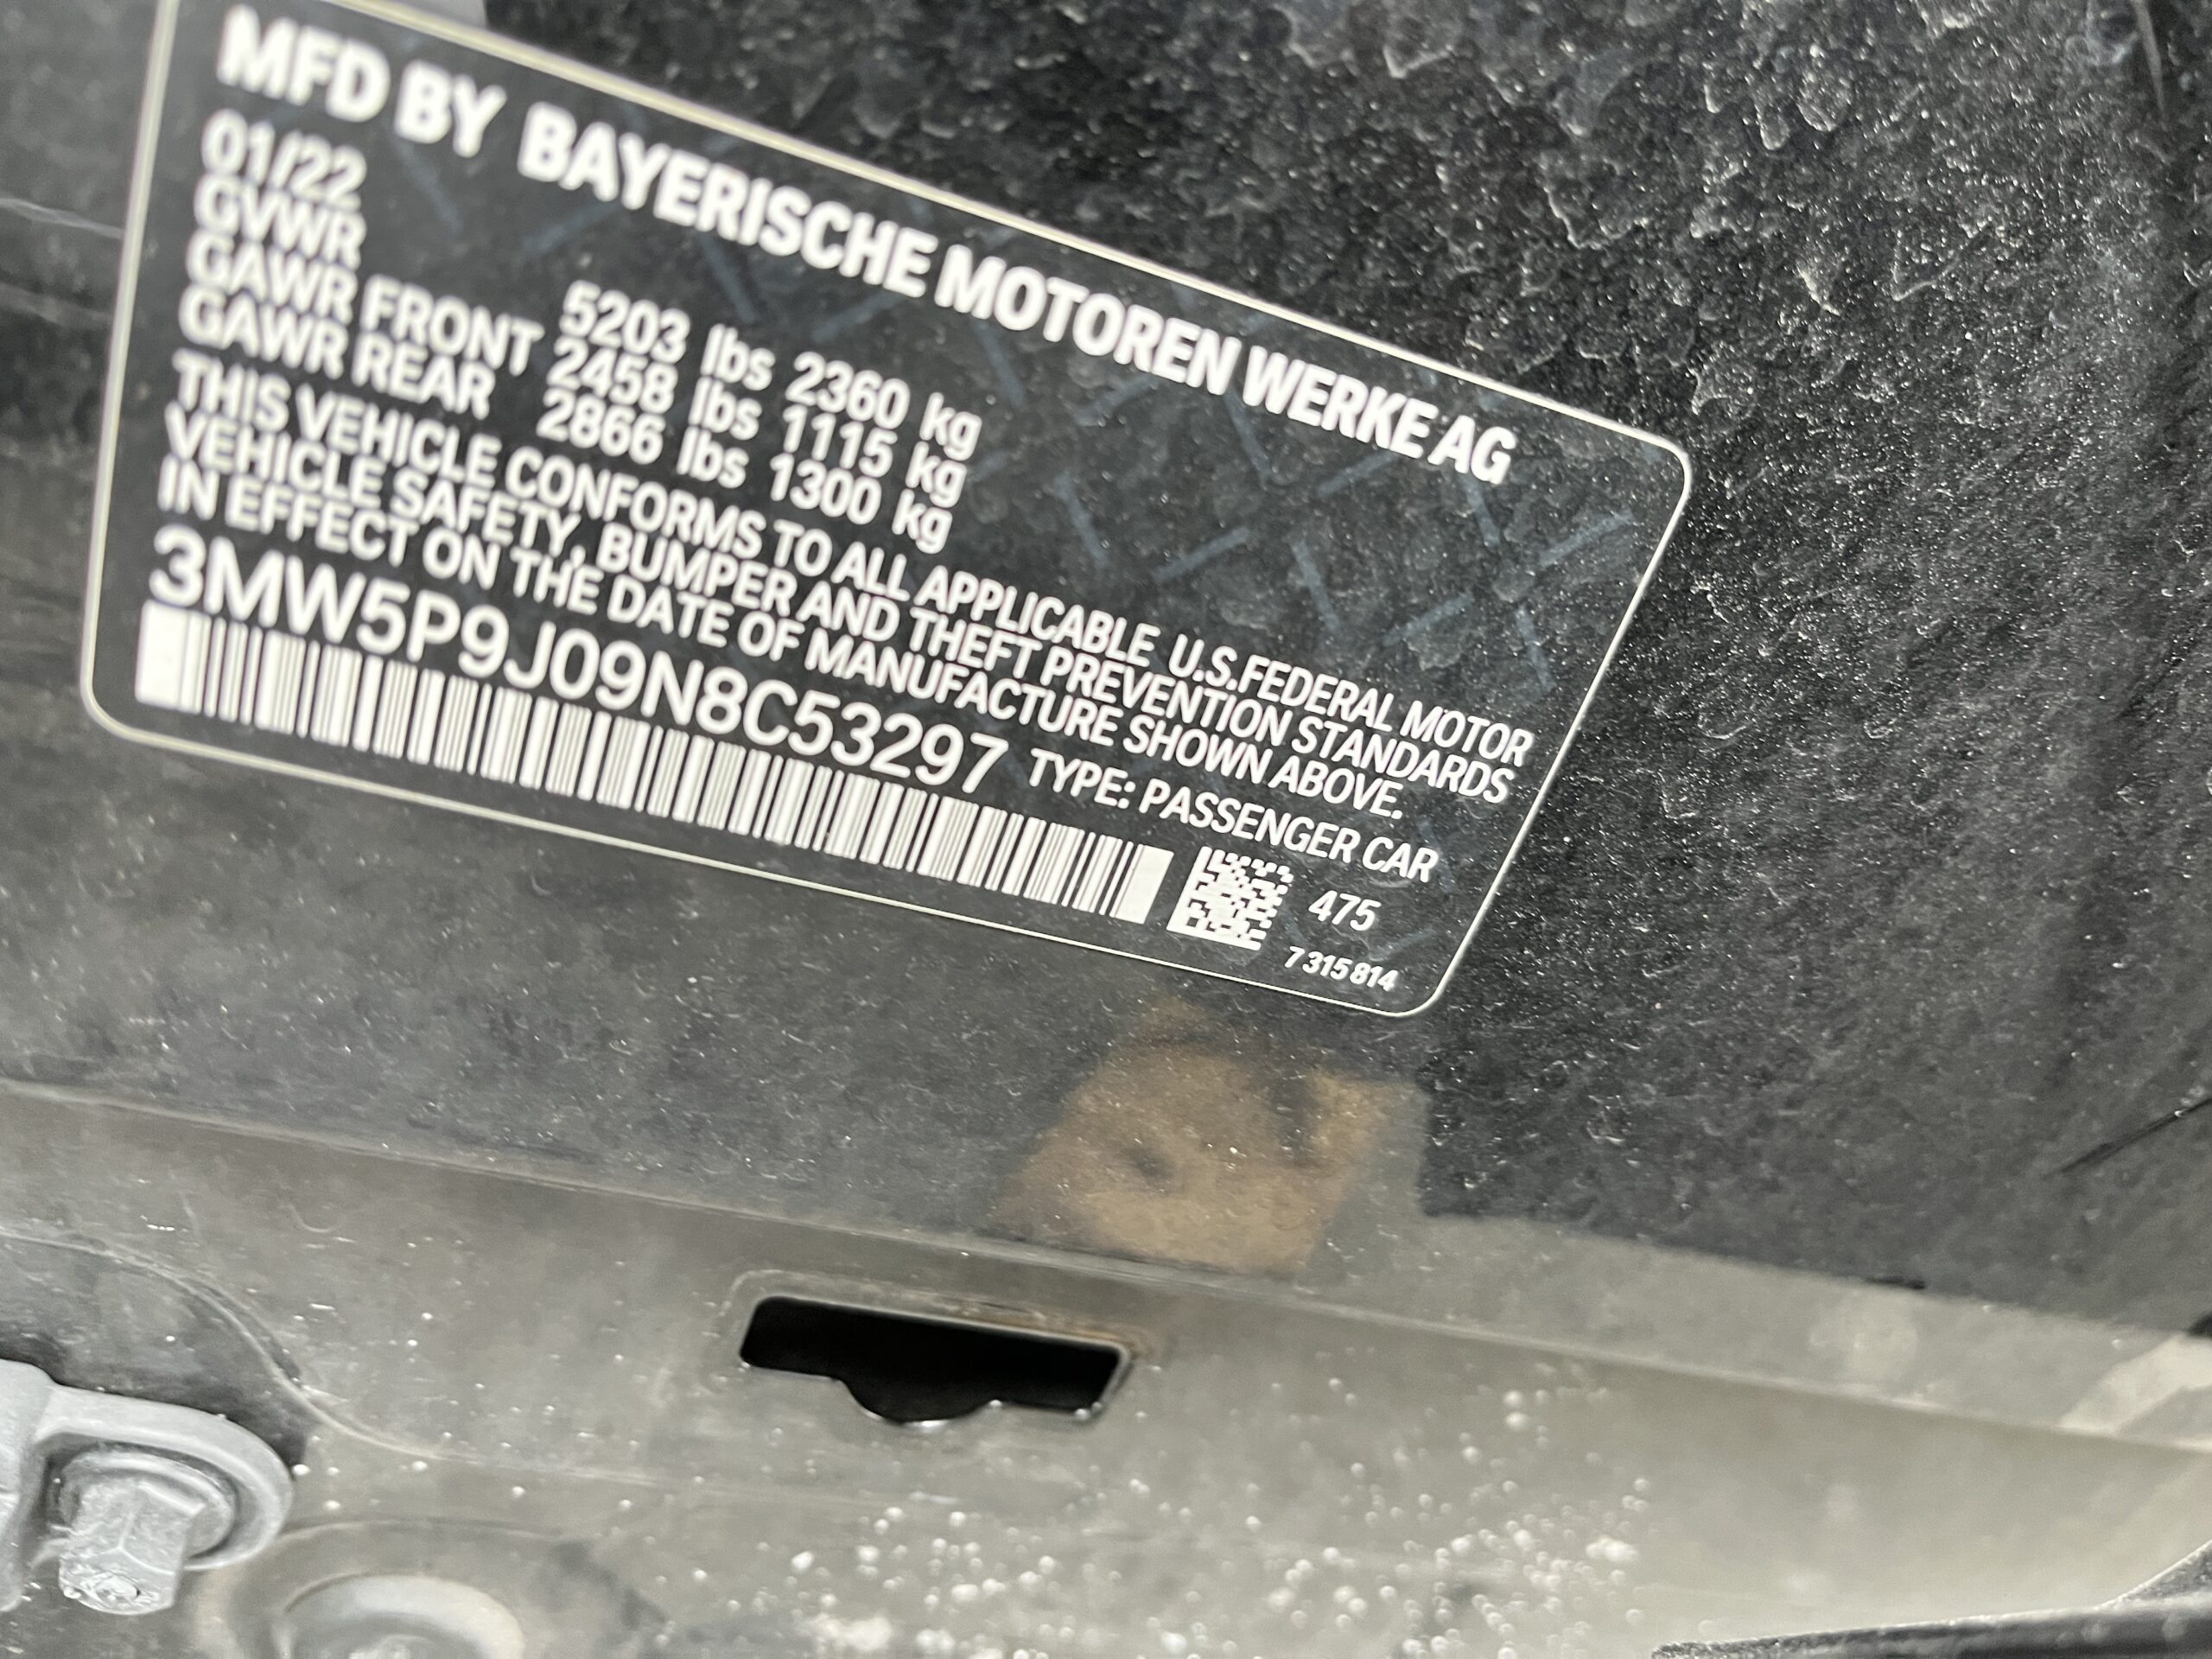 MFD BY BAYERISCHE MOTOREN WERKE AG
01/22
GVWR 5203 lbs 2360 kg
GAWR FRONT 2458 lbs 1115 kg
GAWR REAR 2866 lbs 1300 kg
THIS VEHICLE CONFORMS TO ALL APPLICABLE U.S.FEDERAL MOTOR
VEHICLE SAFETY, BUMPER AND THEFT PREVENTION STANDARDS
IN EFFECT ON THE DATE OF MANUFACTURE SHOWN ABOVE.
3MW5P9J09N8C53297 TYPE: PASSENGER CAR
475
7 315 814